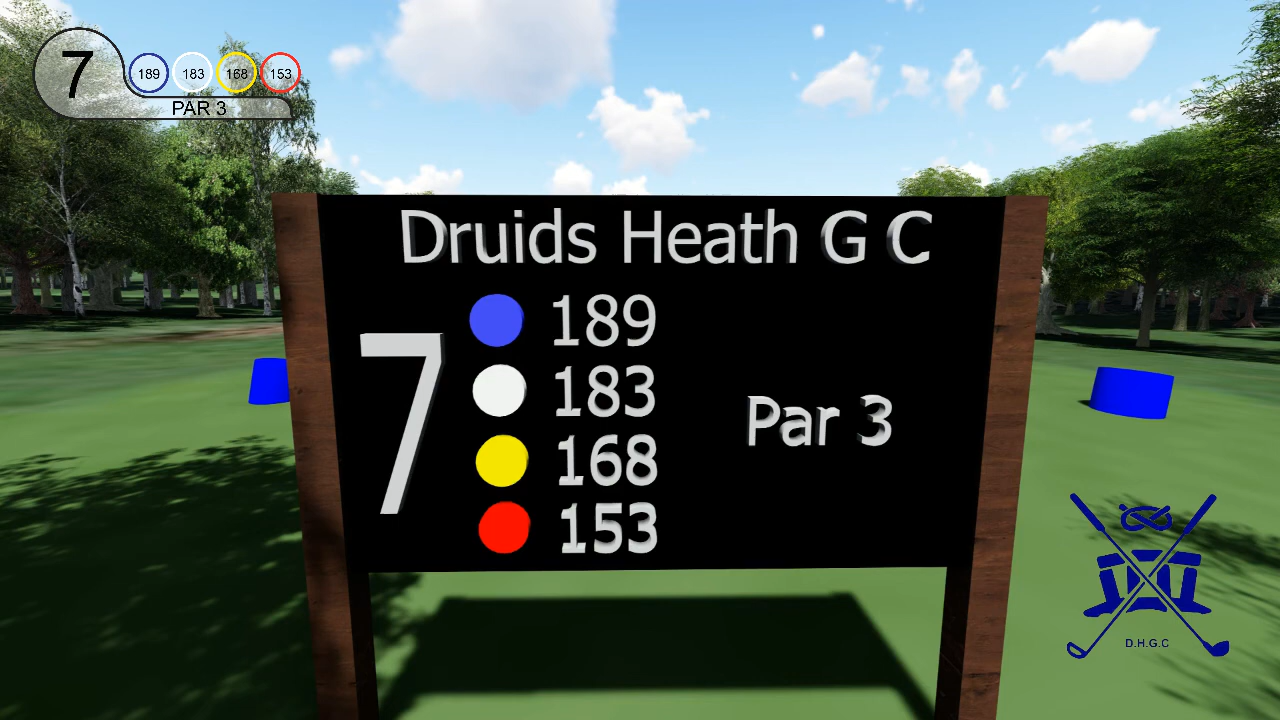 7
189 183 168 153
PAR 3
Druids Heath G C
7
189
183
168
153
Par 3
D.H.G.C